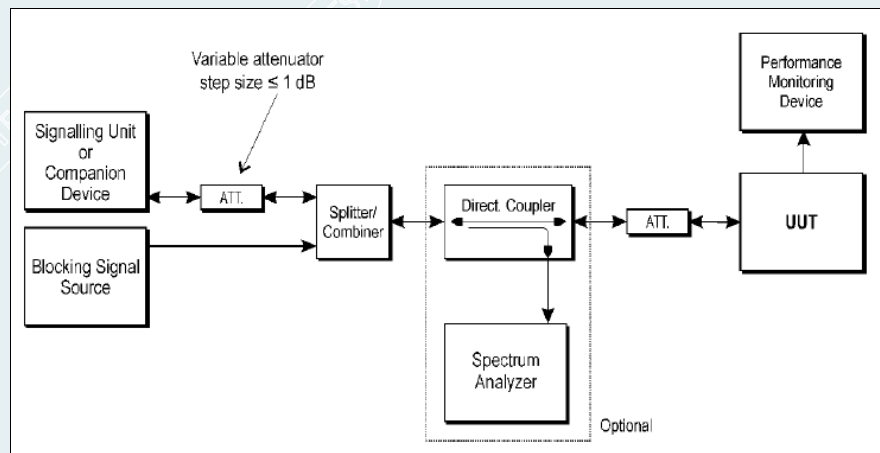 Variable attenuator
step size ≤ 1 dB
Performance
Monitoring
Device
Signalling Unit
or
Companion
Device
ATT.
Splitter/
Combiner
Direct. Coupler
ATT.
UUT
Blocking Signal
Source
Spectrum
Analyzer
Optional